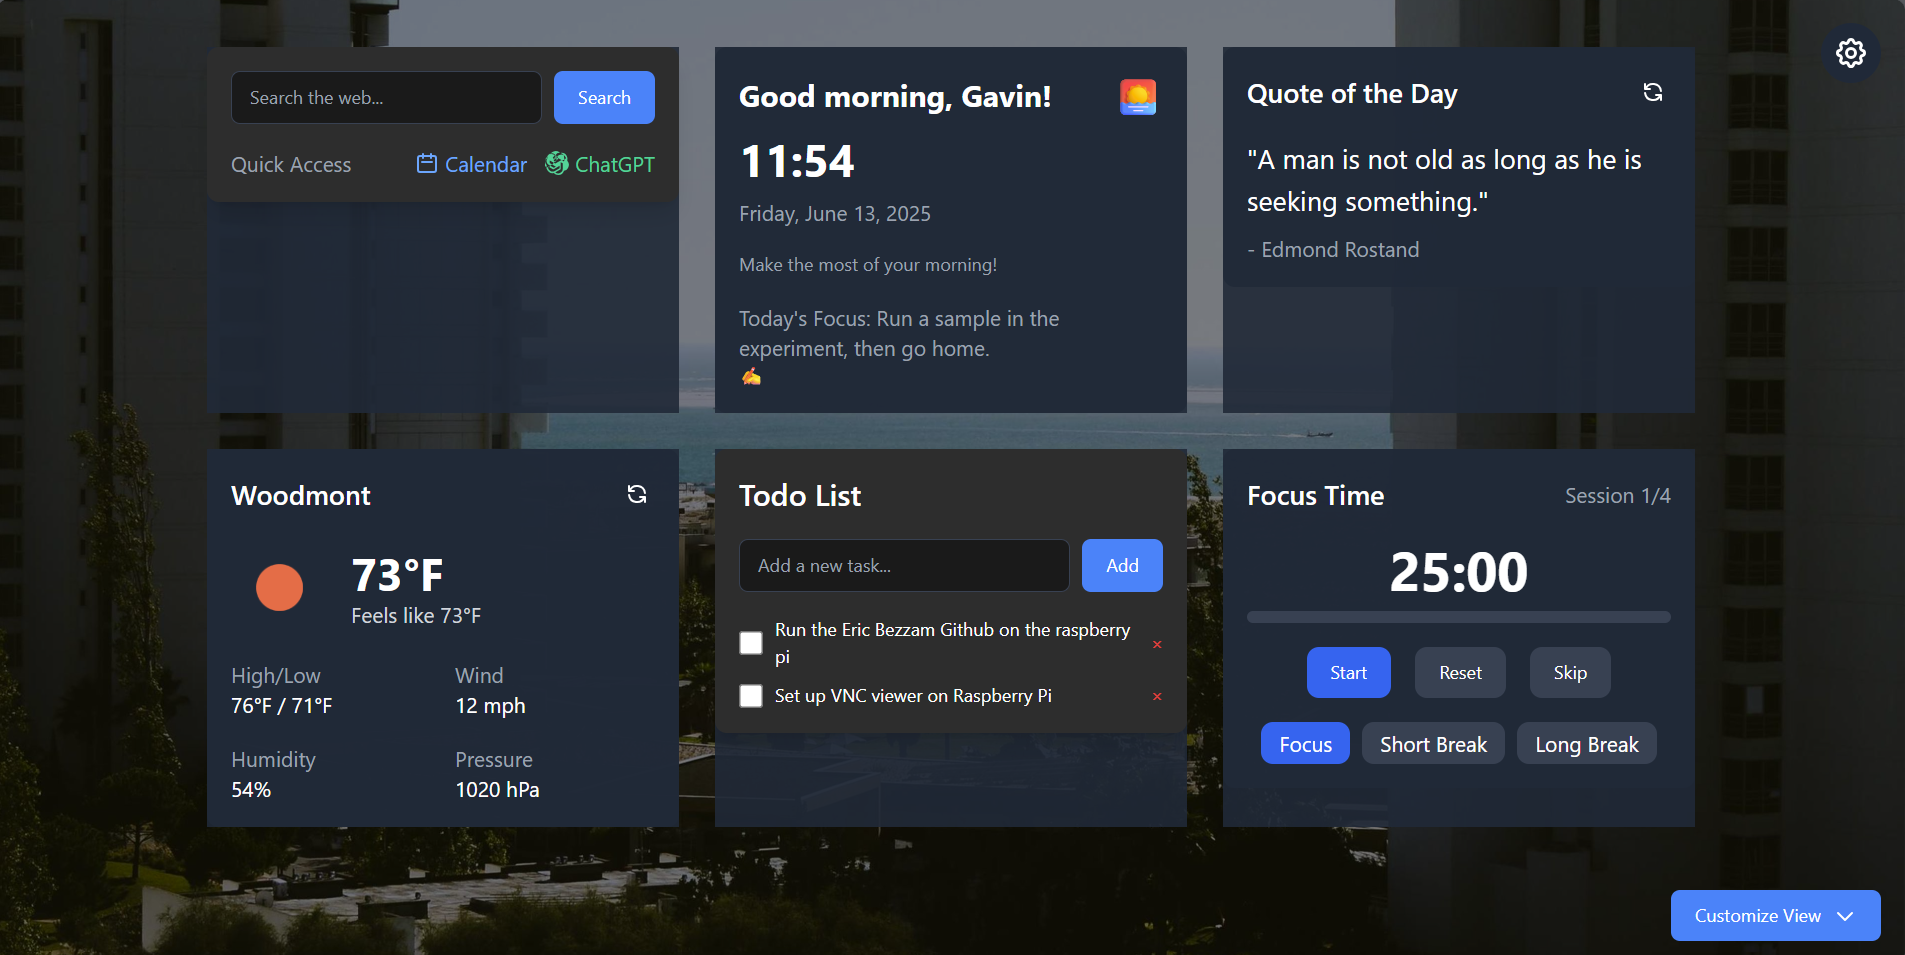 Search the web...
Search
Quick Access
Calendar
ChatGPT
Good morning, Gavin!
11:54
Friday, June 13, 2025
Make the most of your morning!
Today's Focus: Run a sample in the
experiment, then go home.
Quote of the Day
"A man is not old as long as he is
seeking something."
- Edmond Rostand
Woodmont
73°F
Feels like 73°F
High/Low
76°F / 71°F
Wind
12 mph
Humidity
54%
Pressure
1020 hPa
Todo List
Add a new task...
Add
Run the Eric Bezzam Github on the raspberry
pi
×
Set up VNC viewer on Raspberry Pi
×
Focus Time
Session 1/4
25:00
Start
Reset
Skip
Focus
Short Break
Long Break
Customize View